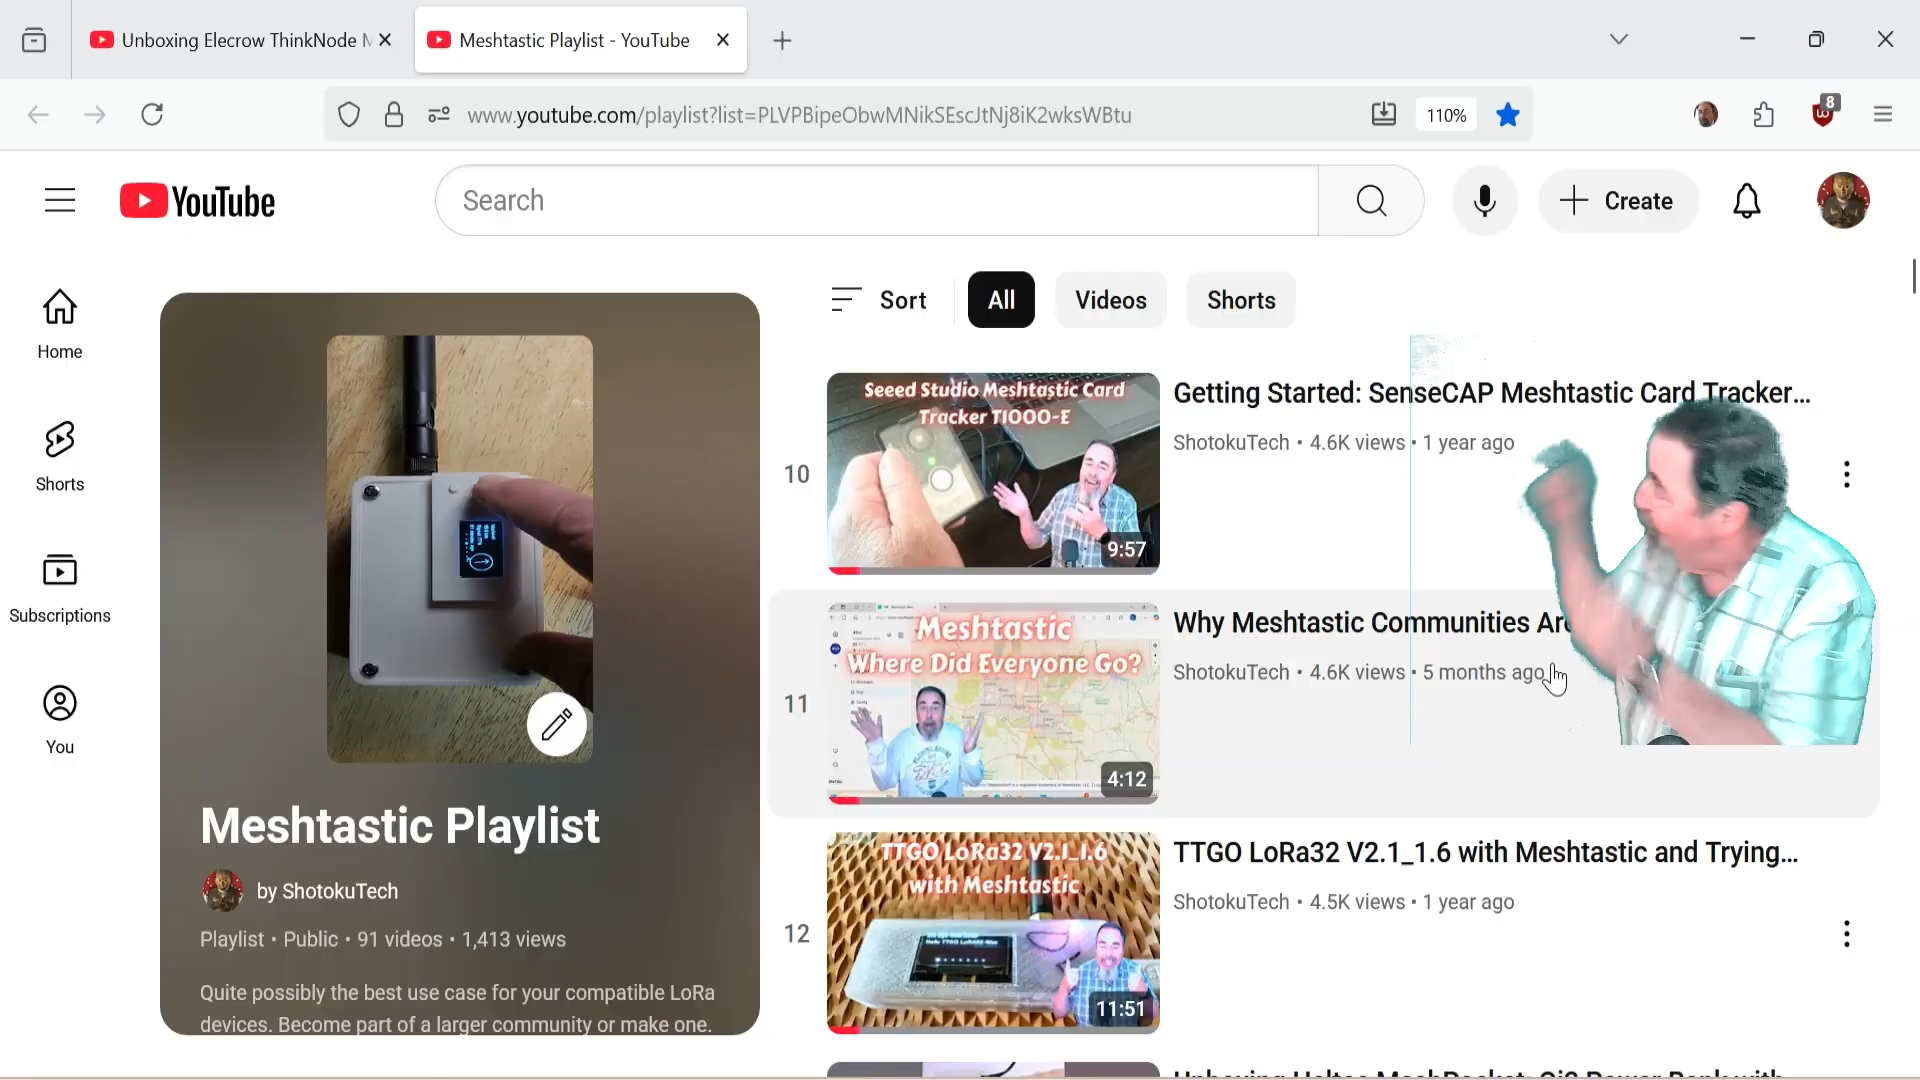 Unboxing Elecrow ThinkNode
Meshtastic Playlist - YouTube
www.youtube.com/playlist?list=PLVPBipeObwMNikSEscJtNj8iK2wksWBtu
110%
8
YouTube
Search
Create
Home
Shorts
Subscriptions
You
Meshtastic Playlist
by ShotokuTech
Playlist • Public • 91 videos • 1,413 views
Quite possibly the best use case for your compatible LoRa
devices. Become part of a larger community or make one.
Sort
All
Videos
Shorts
10
Seeed Studio Meshtastic Card
Tracker T1000-E
9:57
Getting Started: SenseCAP Meshtastic Card Tracker...
ShotokuTech • 4.6K views • 1 year ago
11
Meshtastic
Where Did Everyone Go?
4:12
Why Meshtastic Communities
ShotokuTech • 4.6K views • 5 months ago
12
TTGO LoRa32 V2.1_1.6
with Meshtastic
11:51
TTGO LoRa32 V2.1_1.6 with Meshtastic and Trying...
ShotokuTech • 4.5K views • 1 year ago